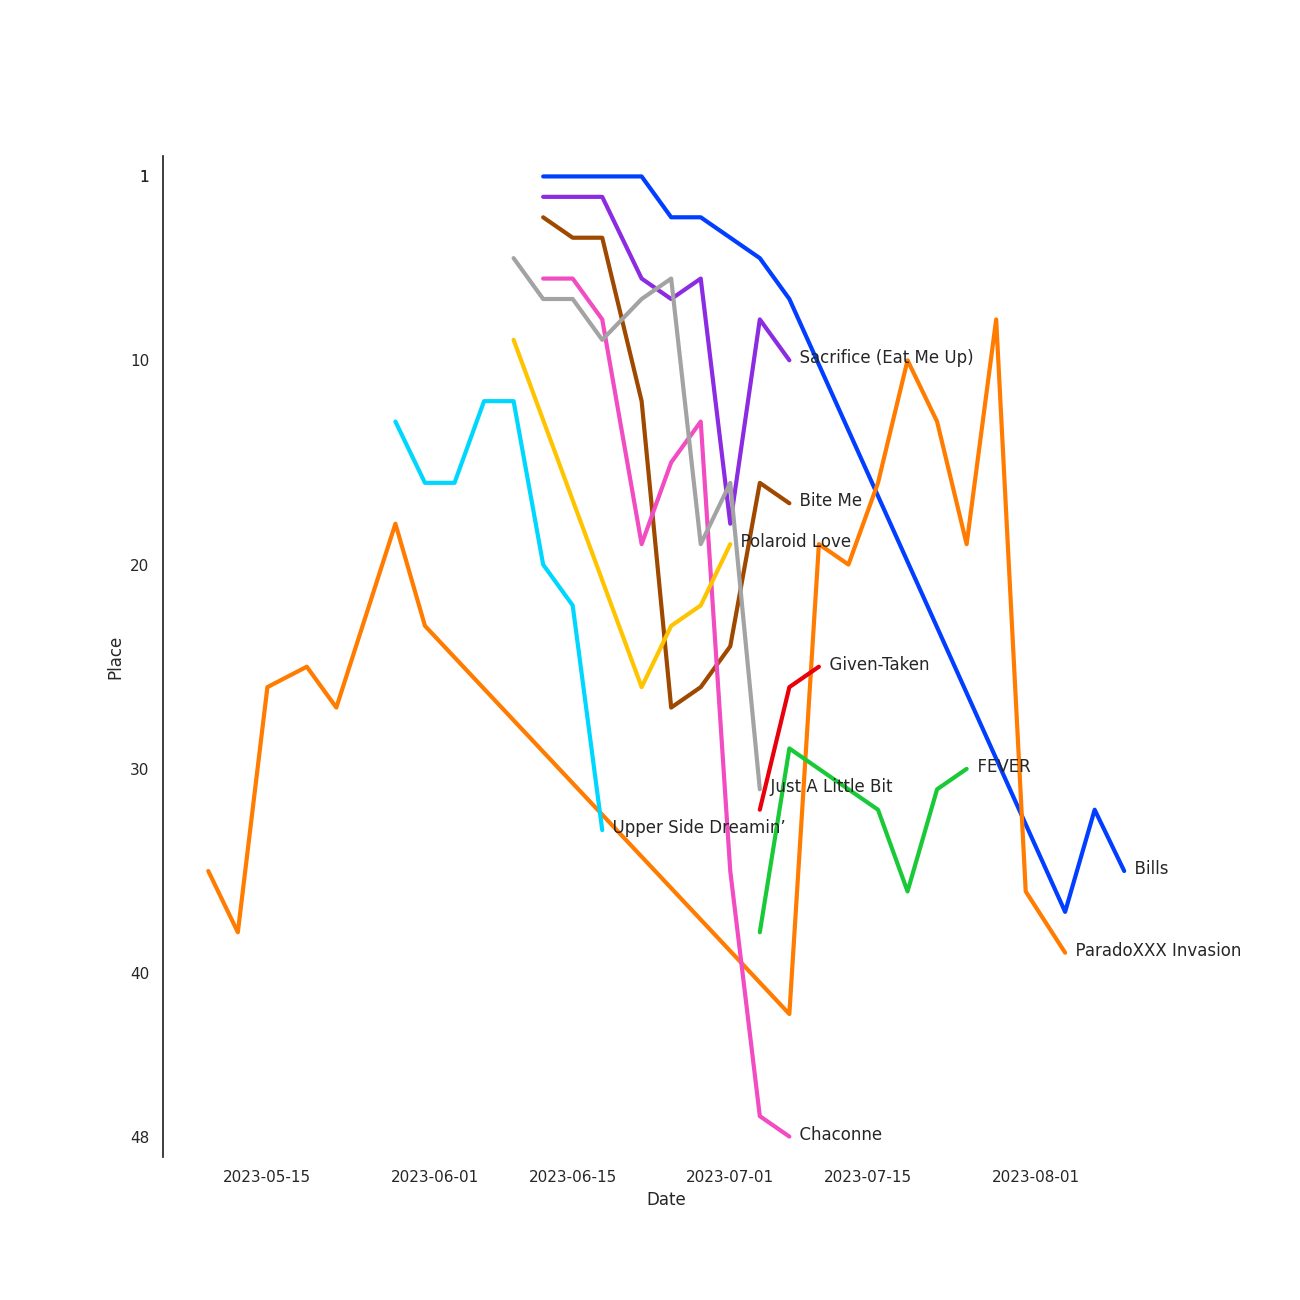 1
10
20
30
40
48
Place
Sacrifice (Eat Me Up)
Bite Me
Polaroid Love
Given-Taken
FEVER
Just A Little Bit
Upper Side Dreamin’
Bills
ParadoXXX Invasion
Chaconne
2023-05-15
2023-06-01
2023-06-15
2023-07-01
2023-07-15
2023-08-01
Date